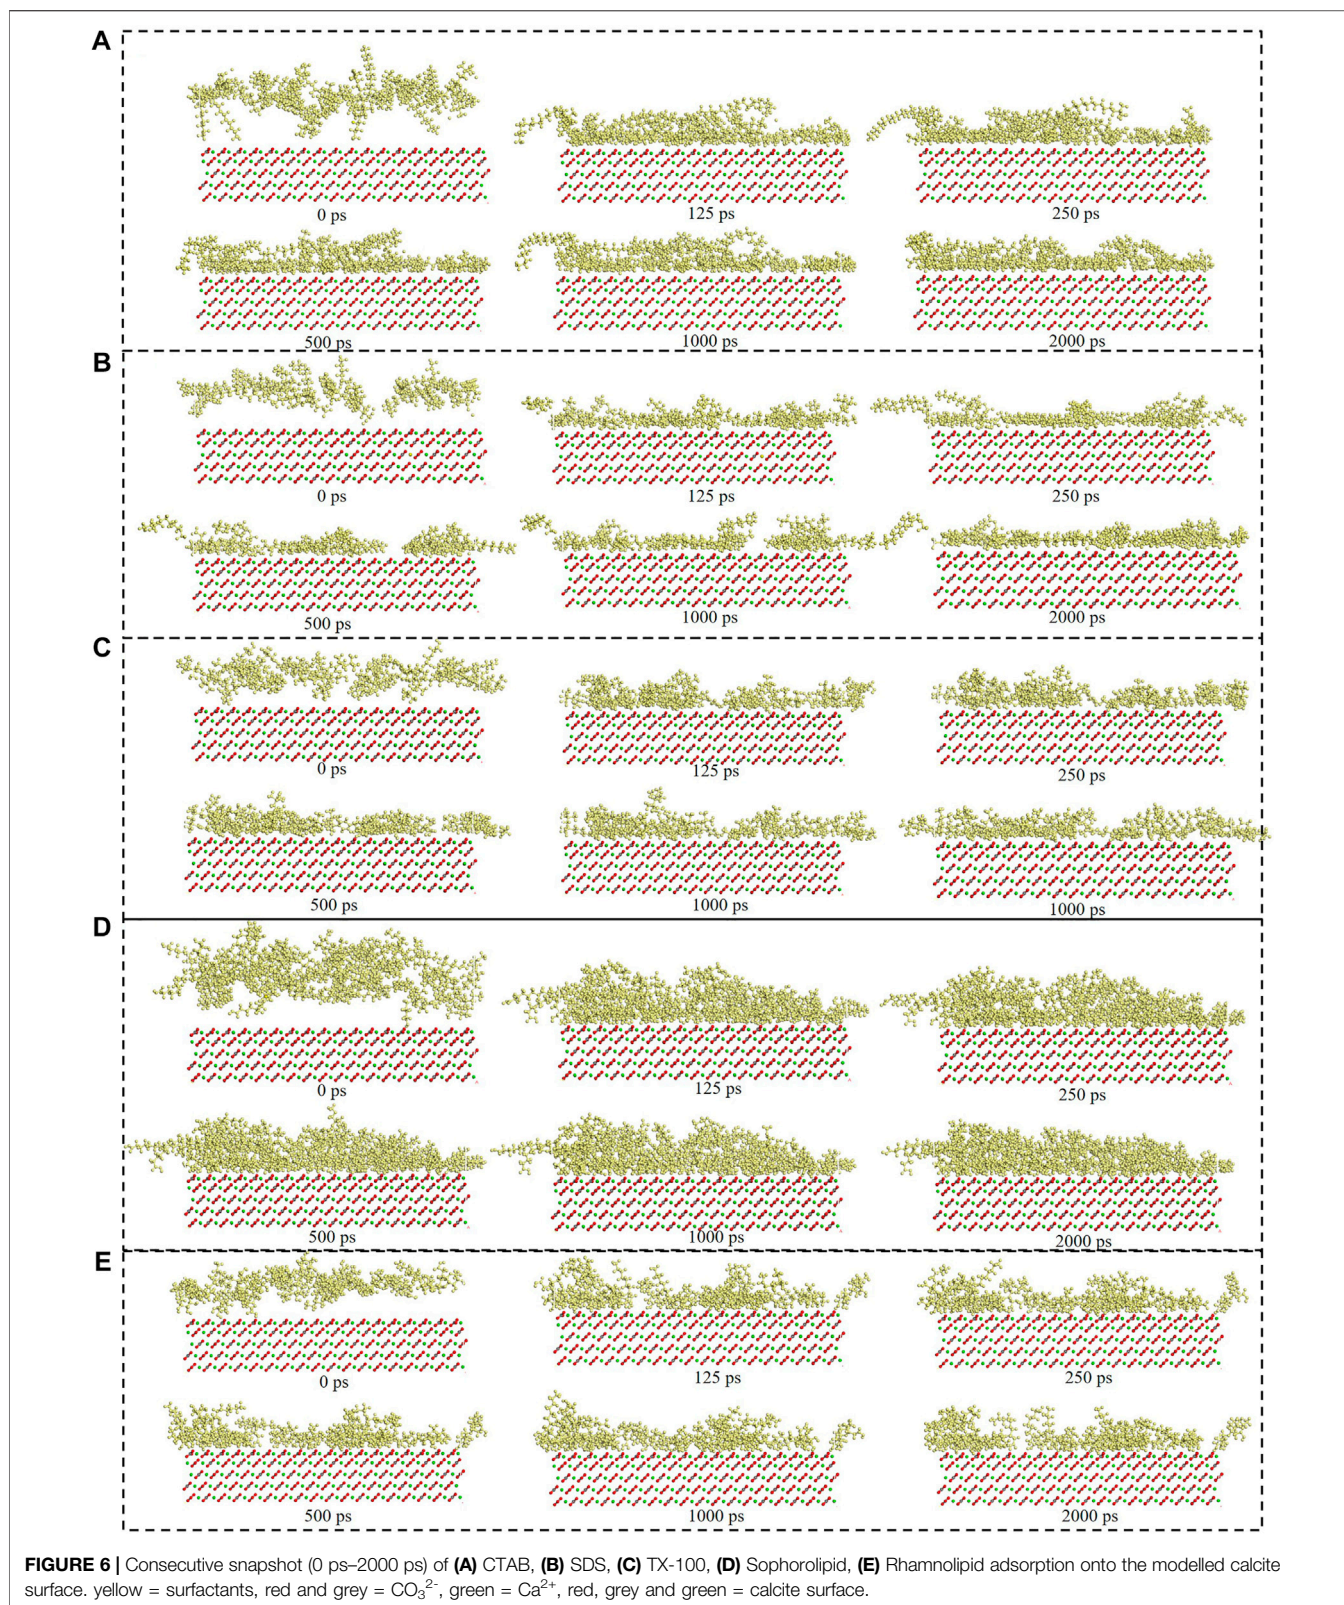 A
0 ps
125 ps
250 ps
500 ps
1000 ps
2000 ps
B
0 ps
125 ps
250 ps
500 ps
1000 ps
2000 ps
C
0 ps
125 ps
250 ps
500 ps
1000 ps
1000 ps
D
0 ps
125 ps
250 ps
500 ps
1000 ps
2000 ps
E
0 ps
125 ps
250 ps
500 ps
1000 ps
2000 ps
FIGURE 6 | Consecutive snapshot (0 ps–2000 ps) of (A) CTAB, (B) SDS, (C) TX-100, (D) Sophorolipid, (E) Rhamnolipid adsorption onto the modelled calcite
surface. yellow = surfactants, red and grey = CO₃²⁻, green = Ca²⁺, red, grey and green = calcite surface.